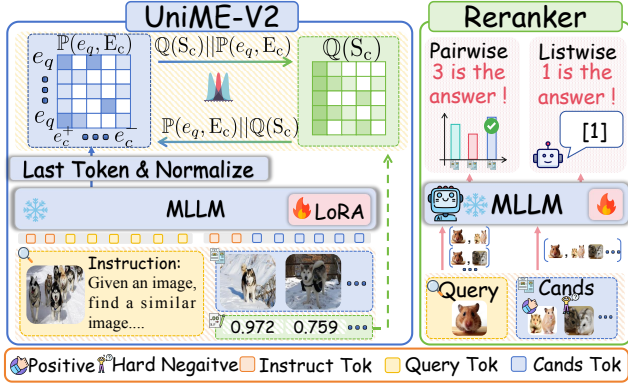 UniME-V2
ℙ(e_q, E_c)
ℚ(S_c)||ℙ(e_q, E_c)
ℚ(S_c)
e_q
e_q
e_c^+ e_c^-
ℙ(e_q, E_c)||ℚ(S_c)
Last Token & Normalize
MLLM
LoRA
Instruction:
Given an image,
find a similar
image....
0.972 0.759
Reranker
Pairwise
3 is the
answer !
Listwise
1 is the
answer !
[1]
MLLM
Query
Cands
Positive Hard Negaitve Instruct Tok Query Tok Cands Tok